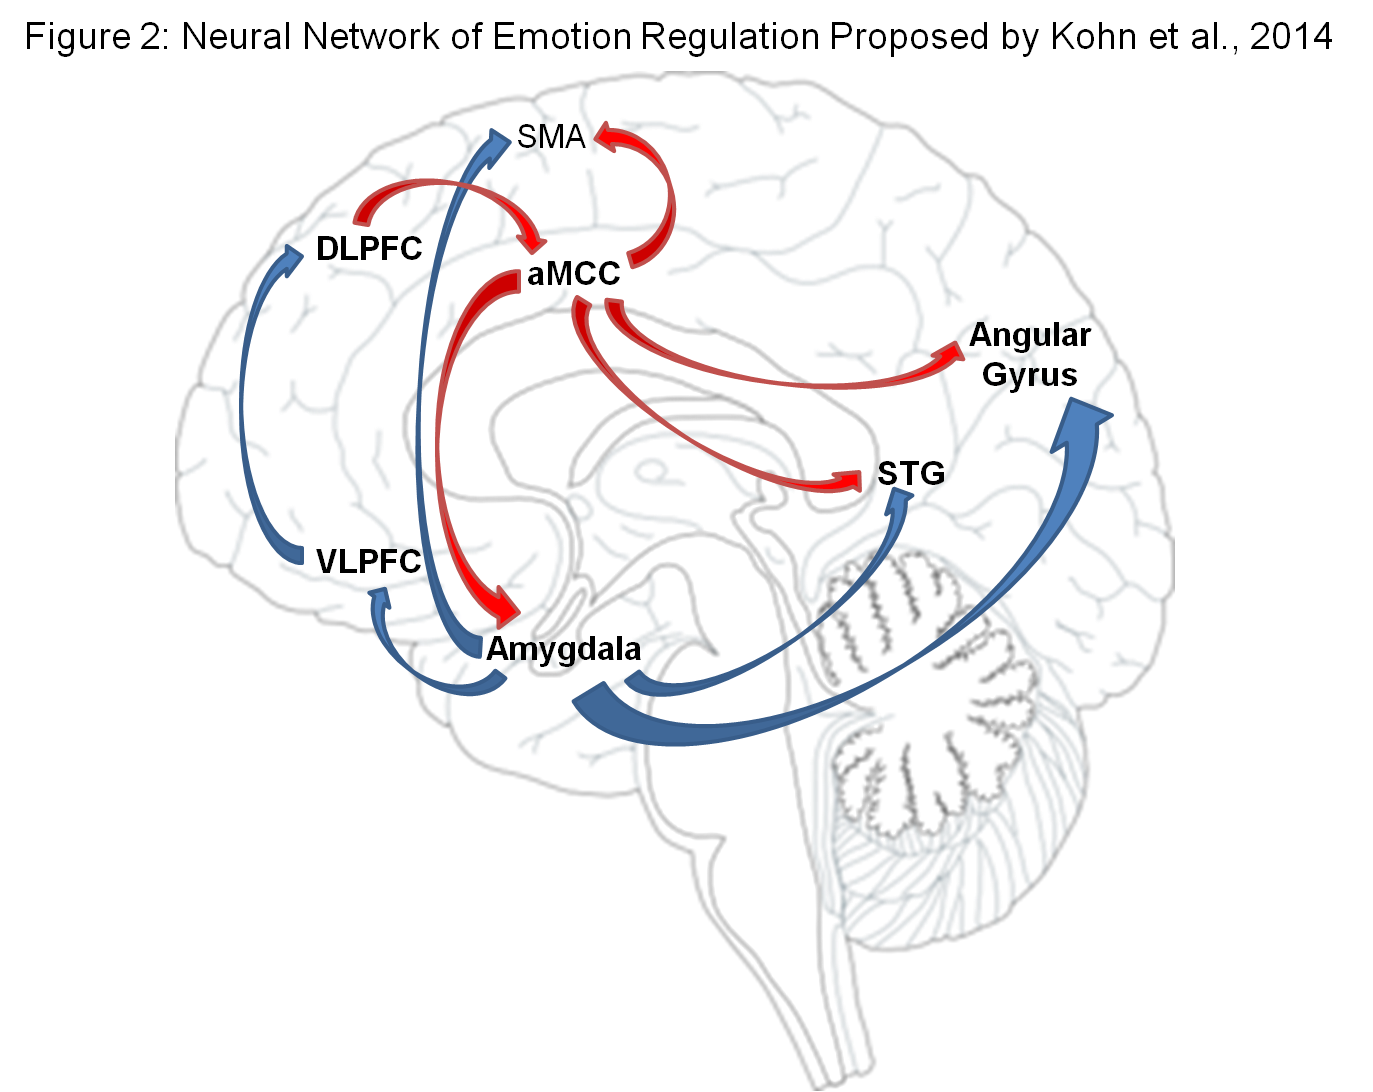 Figure 2: Neural Network of Emotion Regulation Proposed by Kohn et al., 2014
SMA
DLPFC
aMCC
Angular
Gyrus
STG
VLPFC
Amygdala